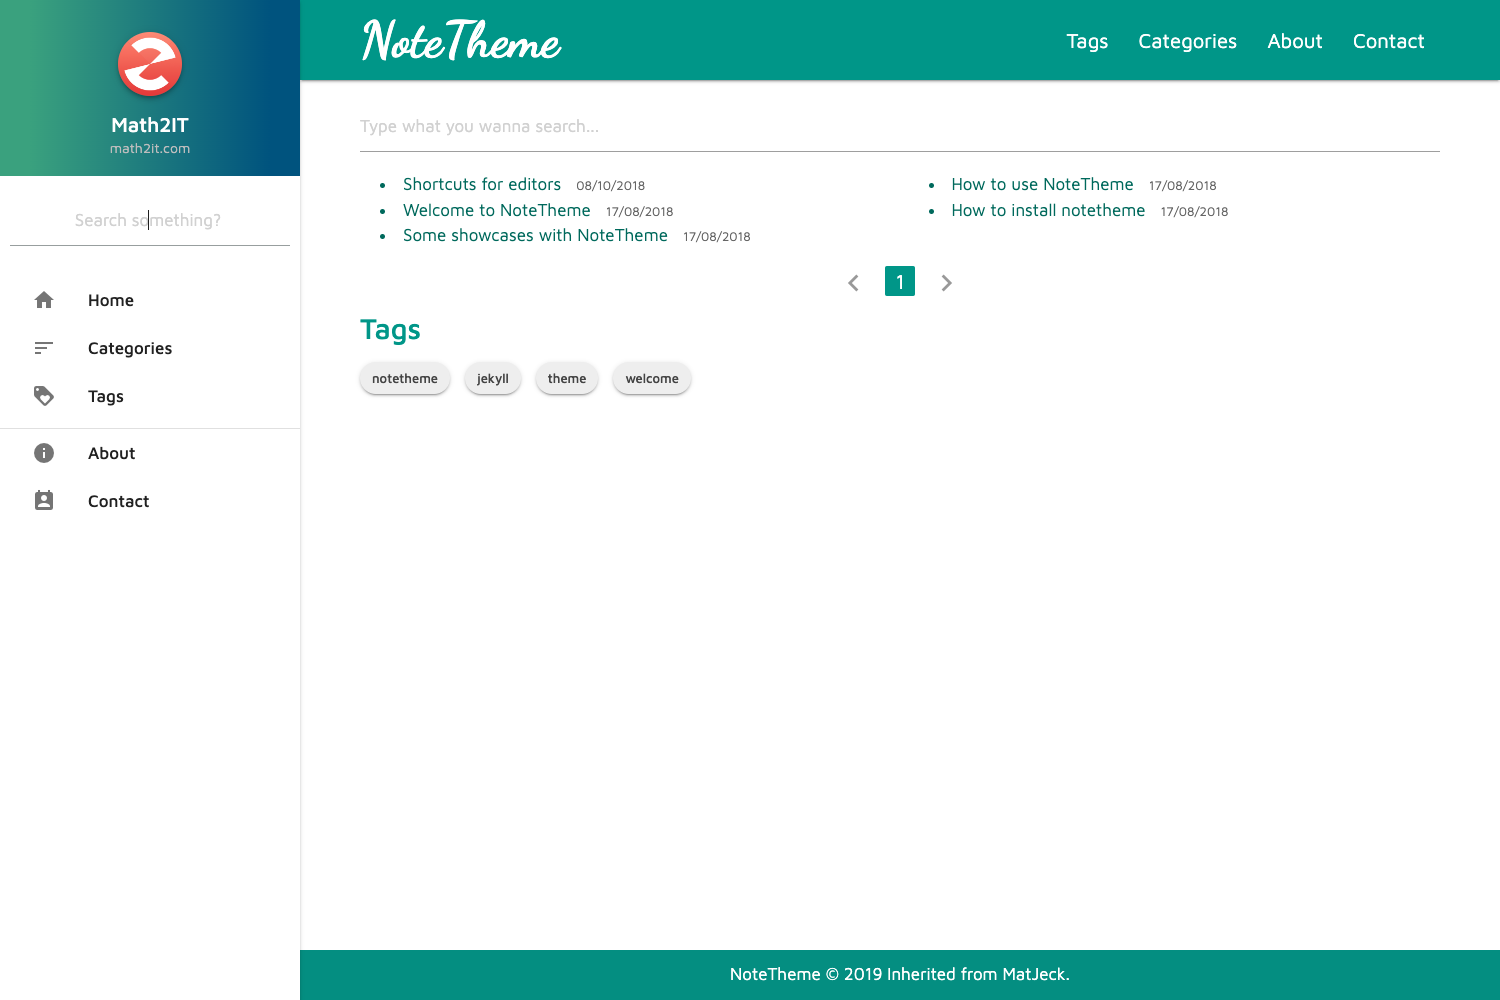 Math2IT
math2it.com
Search something?
Home
Categories
Tags
About
Contact
NoteTheme
Tags Categories About Contact
Type what you wanna search...
Shortcuts for editors 08/10/2018
Welcome to NoteTheme 17/08/2018
Some showcases with NoteTheme 17/08/2018
How to use NoteTheme 17/08/2018
How to install notetheme 17/08/2018
1
Tags
notetheme jekyll theme welcome
NoteTheme © 2019 Inherited from MatJeck.